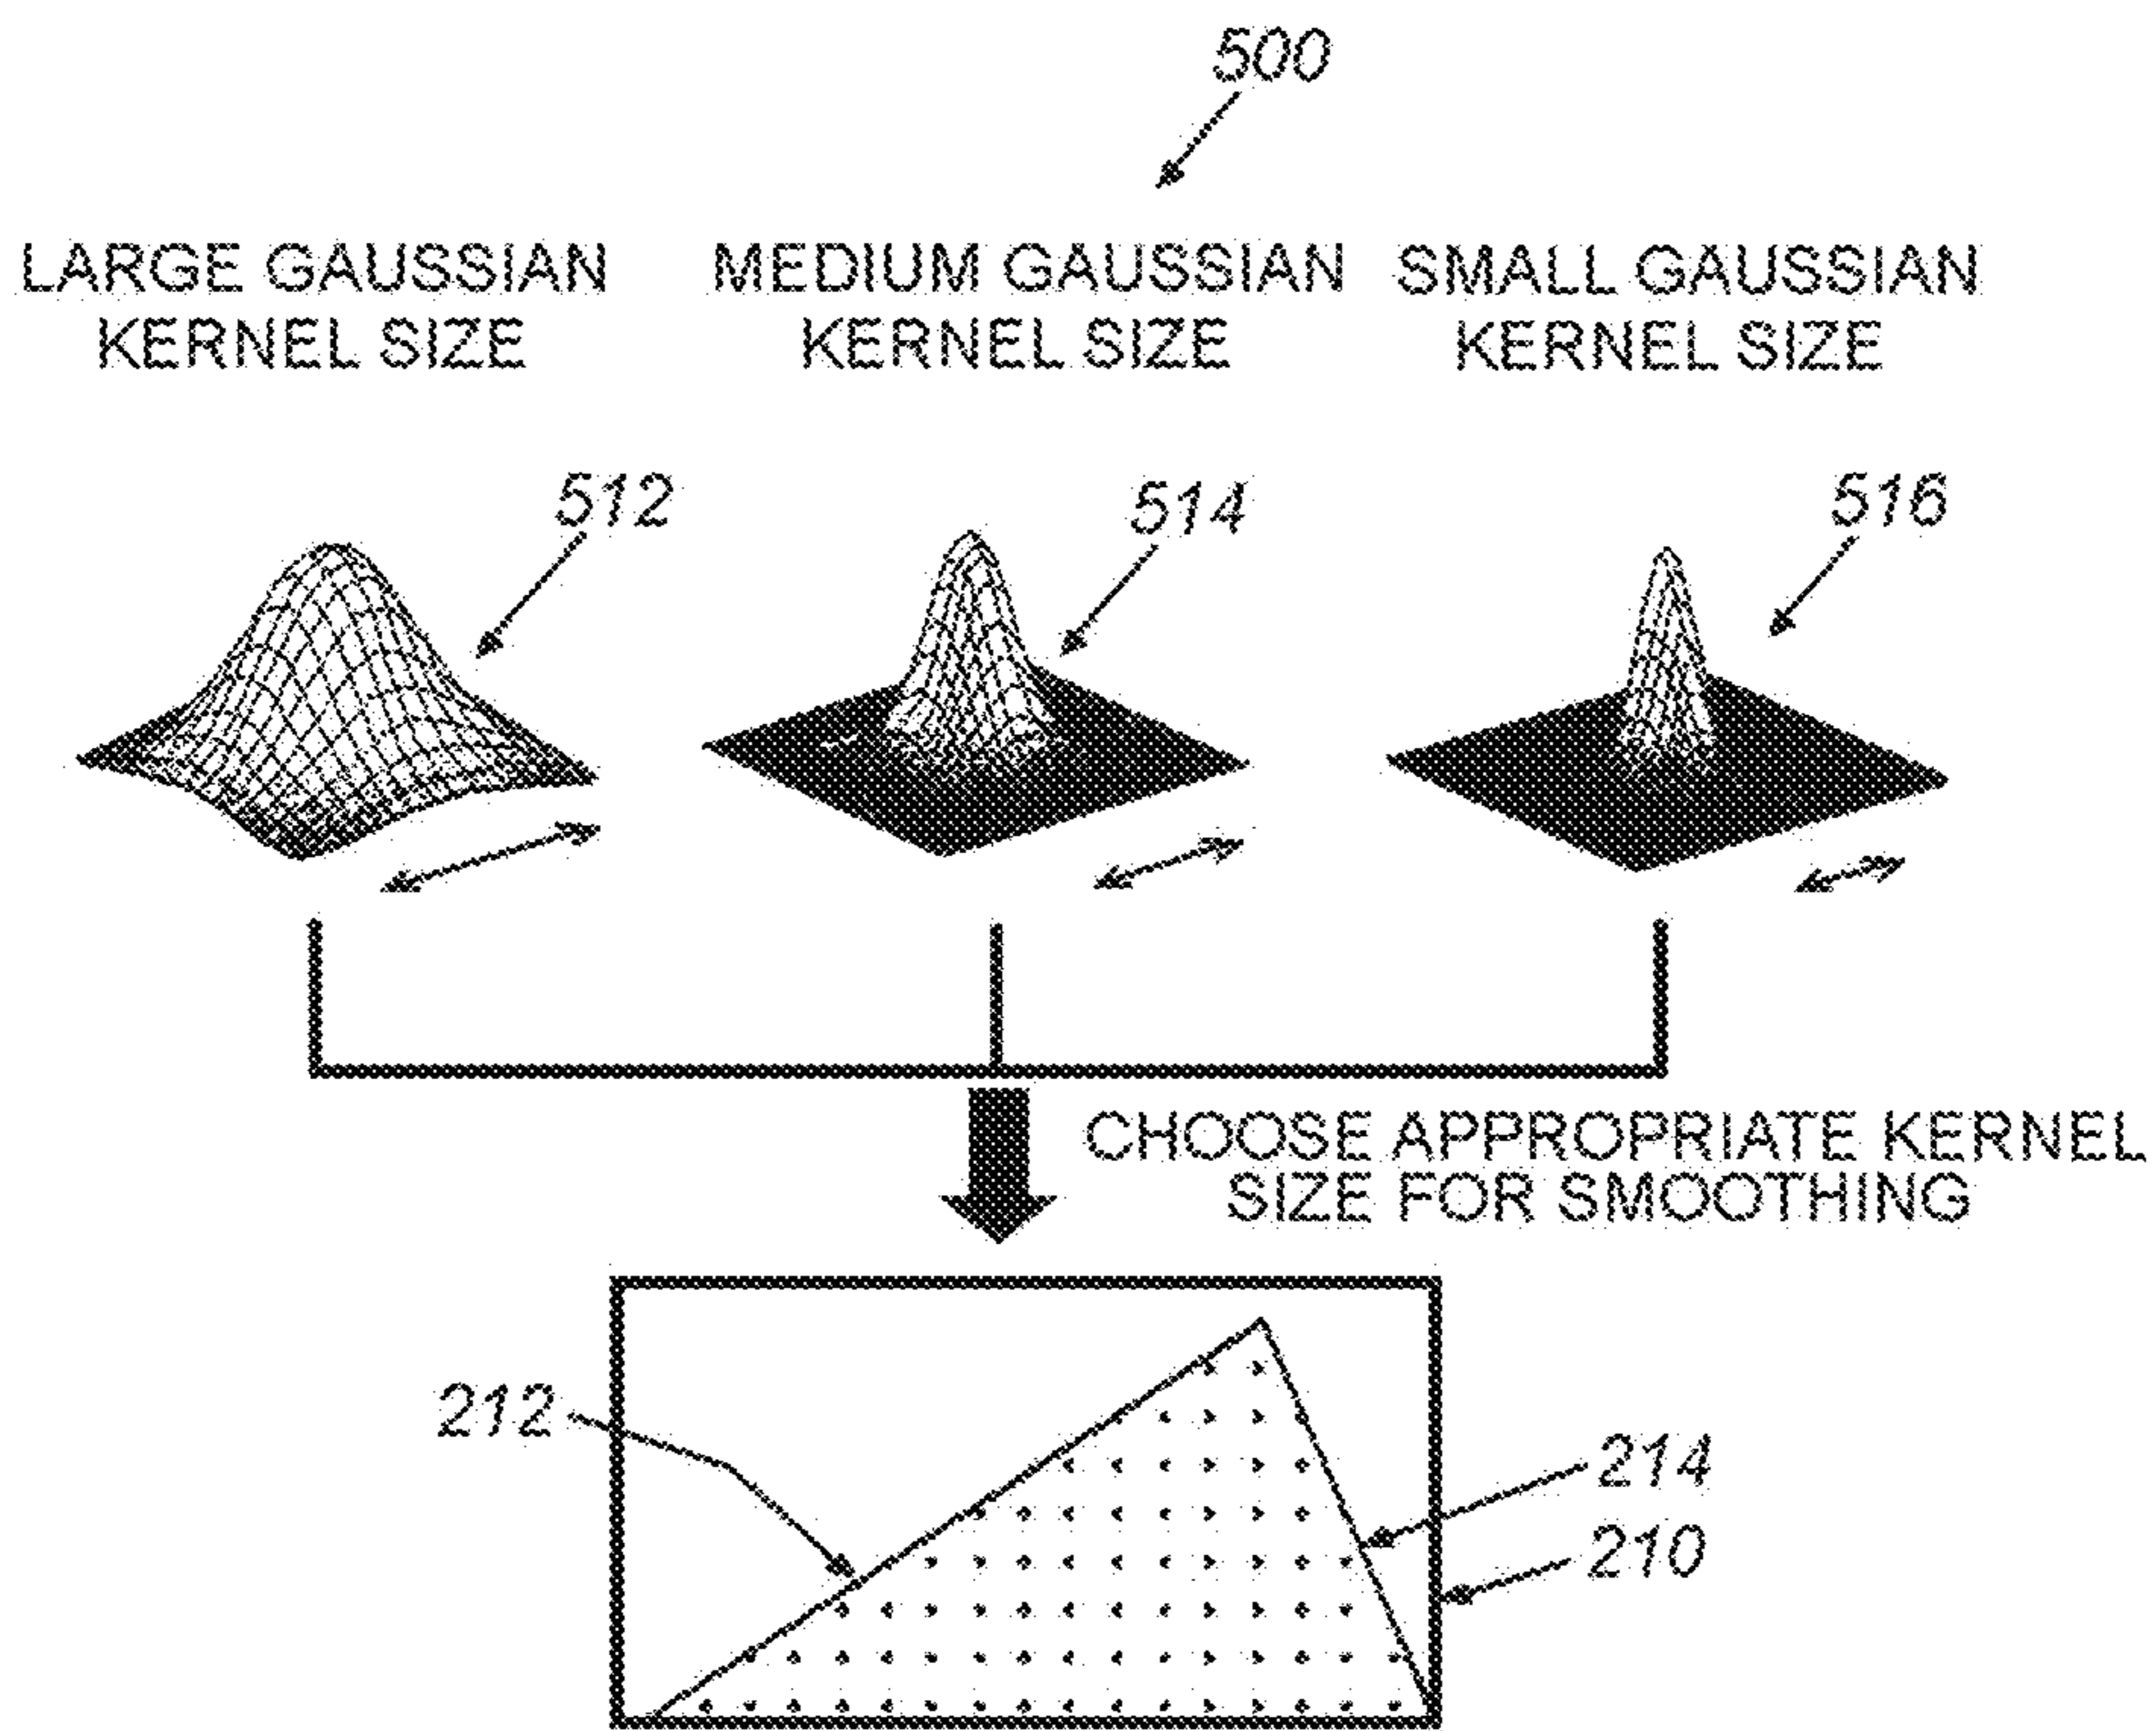 500
LARGE GAUSSIAN
KERNEL SIZE
MEDIUM GAUSSIAN
KERNEL SIZE
SMALL GAUSSIAN
KERNEL SIZE
512
514
516
CHOOSE APPROPRIATE KERNEL
SIZE FOR SMOOTHING
212
214
210